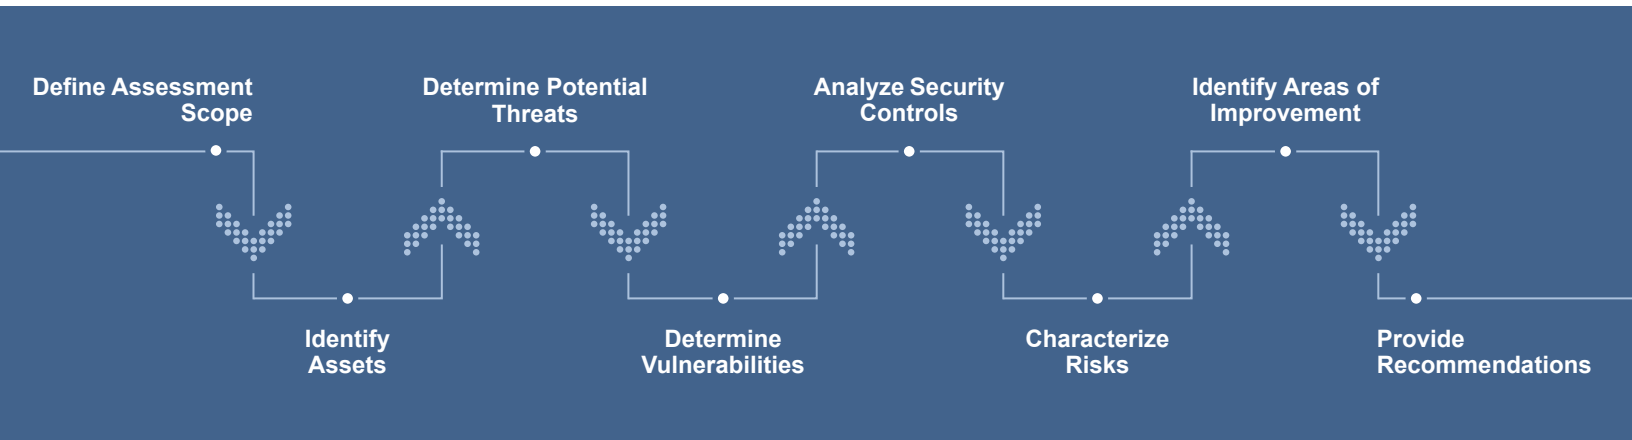 Define Assessment
Scope
Identify
Assets
Determine Potential
Threats
Determine
Vulnerabilities
Analyze Security
Controls
Characterize
Risks
Identify Areas of
Improvement
Provide
Recommendations